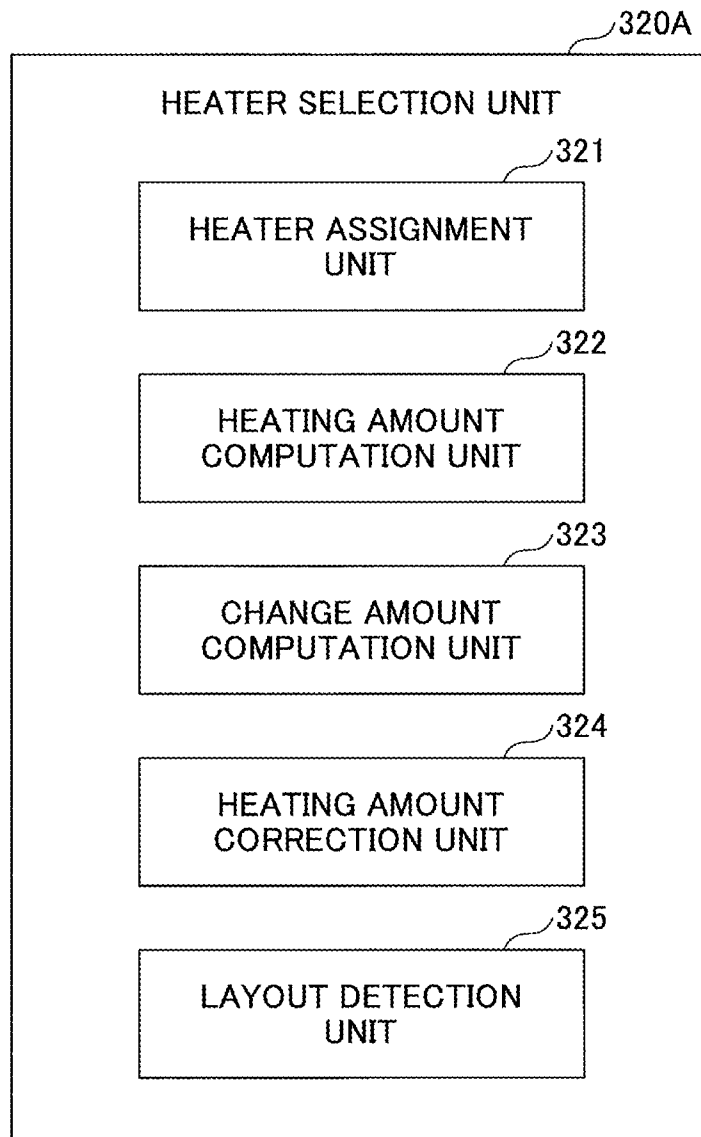 320A
HEATER SELECTION UNIT
321
HEATER ASSIGNMENT
UNIT
322
HEATING AMOUNT
COMPUTATION UNIT
323
CHANGE AMOUNT
COMPUTATION UNIT
324
HEATING AMOUNT
CORRECTION UNIT
325
LAYOUT DETECTION
UNIT